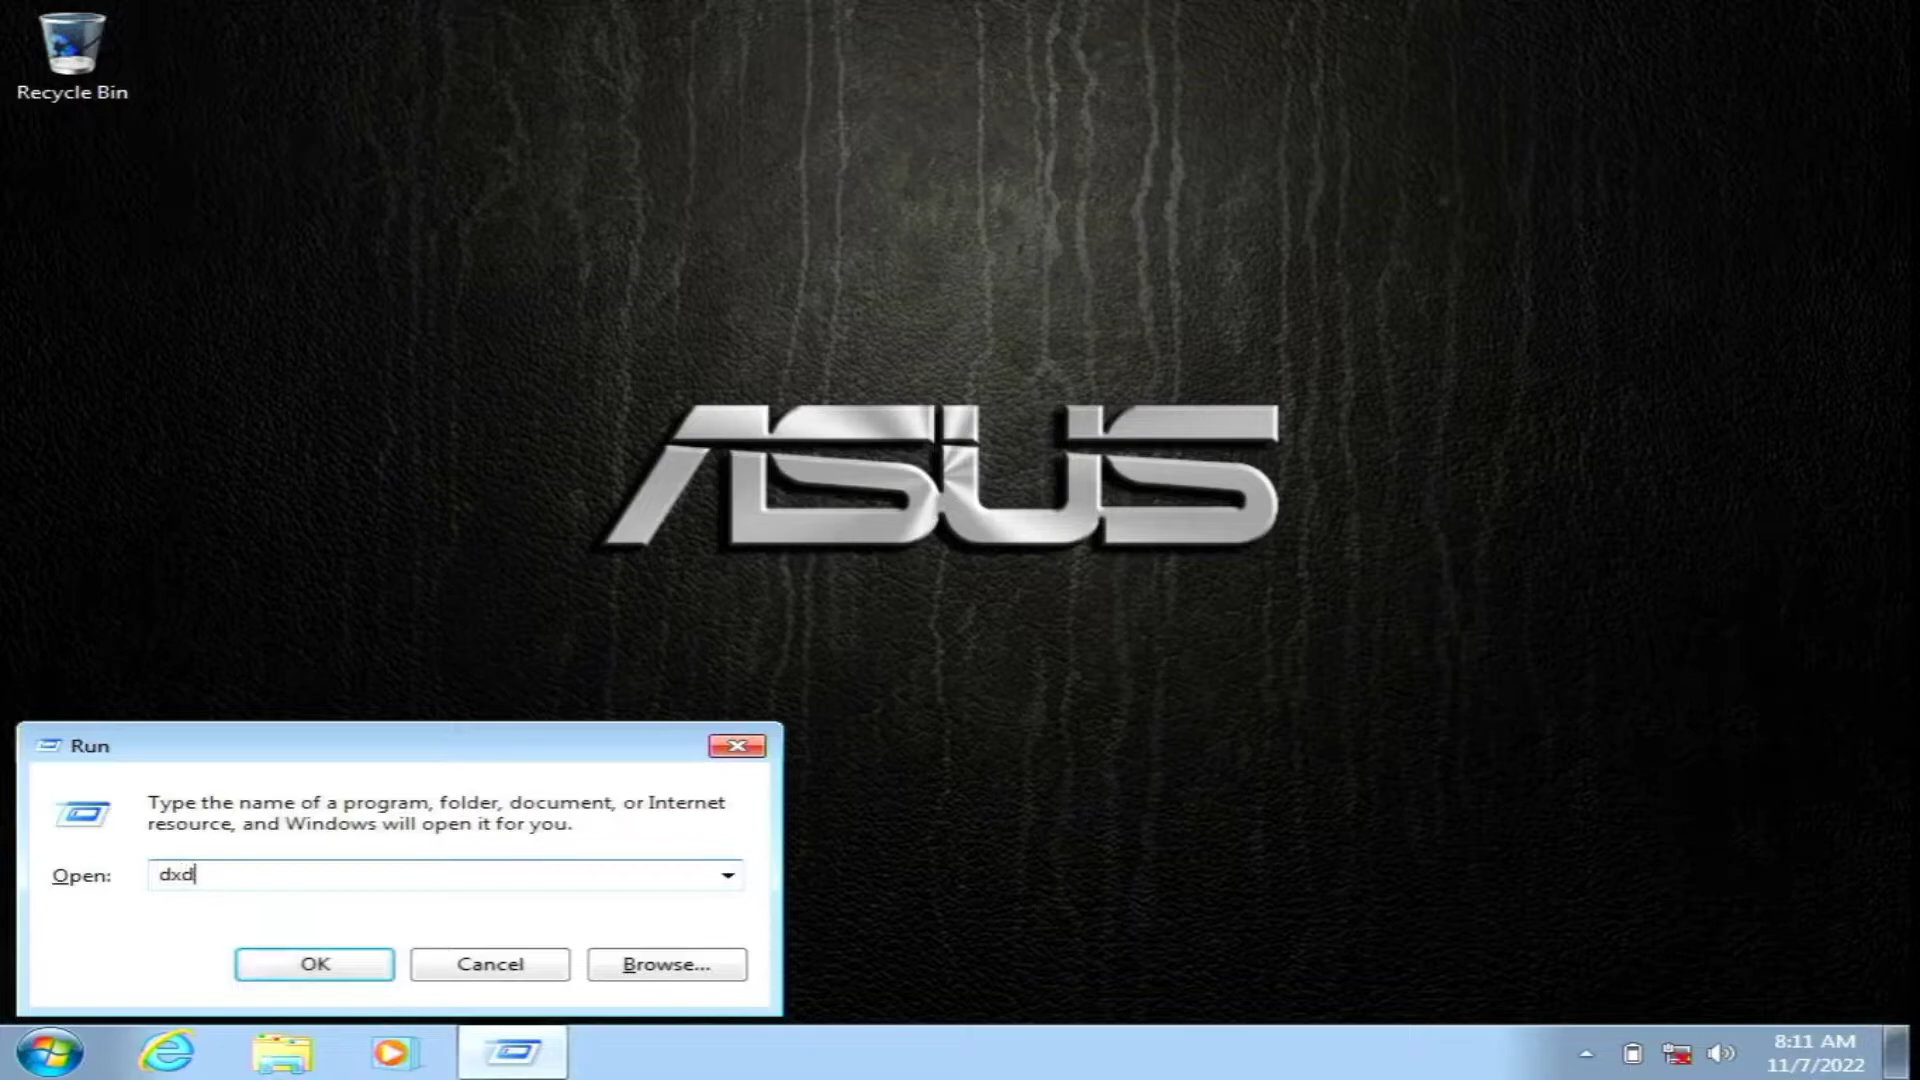 Recycle Bin
ASUS
Run
Type the name of a program, folder, document, or Internet
resource, and Windows will open it for you.
Open:
dxd
OK
Cancel
Browse...
8:11 AM
11/7/2022